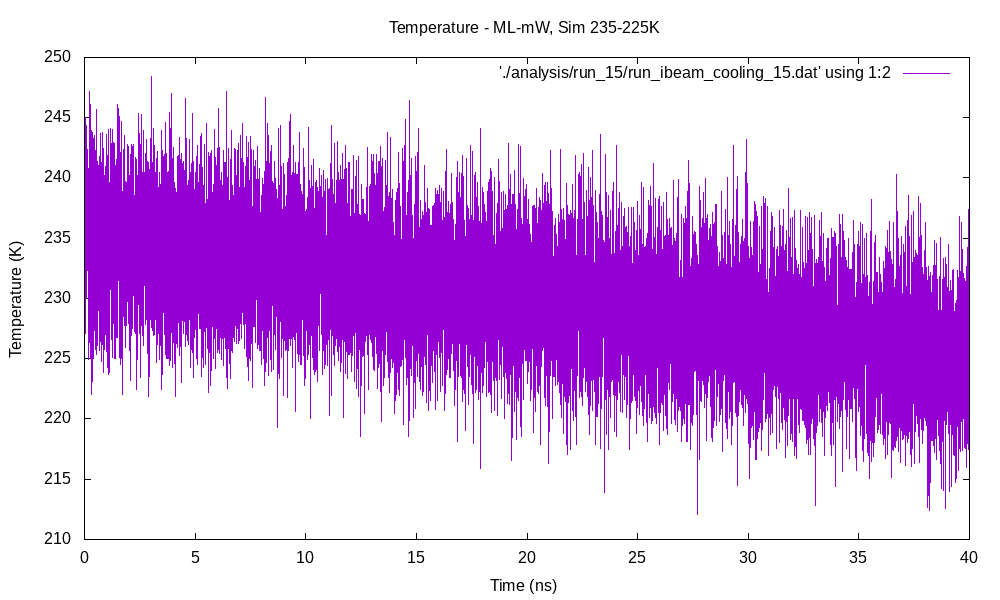 Temperature - ML-mW, Sim 235-225K
'./analysis/run_15/run_ibeam_cooling_15.dat' using 1:2
250
245
240
235
230
225
220
215
210
Temperature (K)
0 5 10 15 20 25 30 35 40
Time (ns)